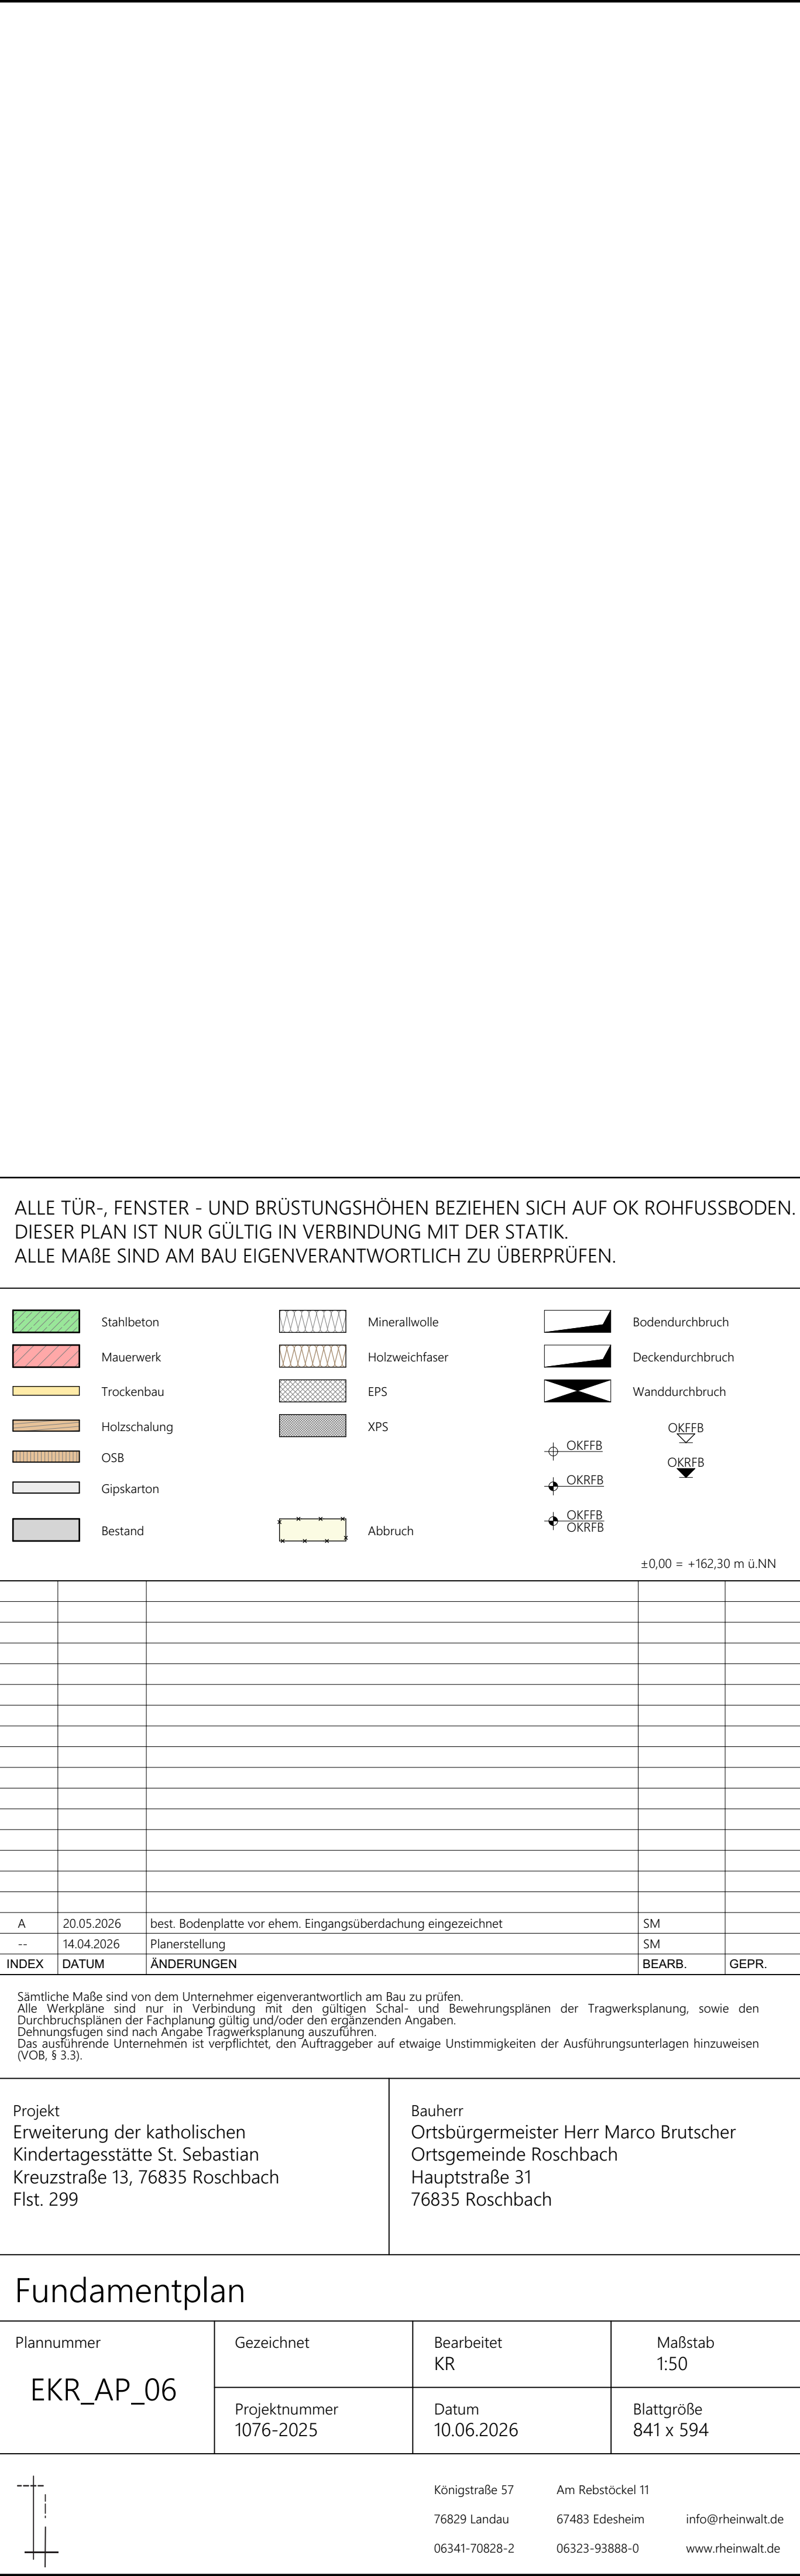 ALLE TÜR-, FENSTER - UND BRÜSTUNGSHÖHEN BEZIEHEN SICH AUF OK ROHFUSSBODEN.
DIESER PLAN IST NUR GÜLTIG IN VERBINDUNG MIT DER STATIK.
ALLE MAßE SIND AM BAU EIGENVERANTWORTLICH ZU ÜBERPRÜFEN.
Stahlbeton Minerallwolle Bodendurchbruch
Mauerwerk Holzweichfaser Deckendurchbruch
Trockenbau EPS Wanddurchbruch
Holzschalung XPS OKFFB
OKFFB
OSB OKRFB
Gipskarton OKRFB
OKFFB
Bestand Abbruch OKRFB
±0,00 = +162,30 m ü.NN
A 20.05.2026 best. Bodenplatte vor ehem. Eingangsüberdachung eingezeichnet SM
-- 14.04.2026 Planerstellung SM
INDEX DATUM ÄNDERUNGEN BEARB. GEPR.
Sämtliche Maße sind von dem Unternehmer eigenverantwortlich am Bau zu prüfen.
Alle Werkpläne sind nur in Verbindung mit den gültigen Schal- und Bewehrungsplänen der Tragwerksplanung, sowie den
Durchbruchsplänen der Fachplanung gültig und/oder den ergänzenden Angaben.
Dehnungsfugen sind nach Angabe Tragwerksplanung auszuführen.
Das ausführende Unternehmen ist verpflichtet, den Auftraggeber auf etwaige Unstimmigkeiten der Ausführungsunterlagen hinzuweisen
(VOB, § 3.3).
Projekt
Erweiterung der katholischen
Kindertagesstätte St. Sebastian
Kreuzstraße 13, 76835 Roschbach
Flst. 299
Bauherr
Ortsbürgermeister Herr Marco Brutscher
Ortsgemeinde Roschbach
Hauptstraße 31
76835 Roschbach
Fundamentplan
Plannummer
EKR_AP_06
Gezeichnet
Bearbeitet
KR
Maßstab
1:50
Projektnummer
1076-2025
Datum
10.06.2026
Blattgröße
841 x 594
Königstraße 57 Am Rebstöckel 11
76829 Landau 67483 Edesheim info@rheinwalt.de
06341-70828-2 06323-93888-0 www.rheinwalt.de